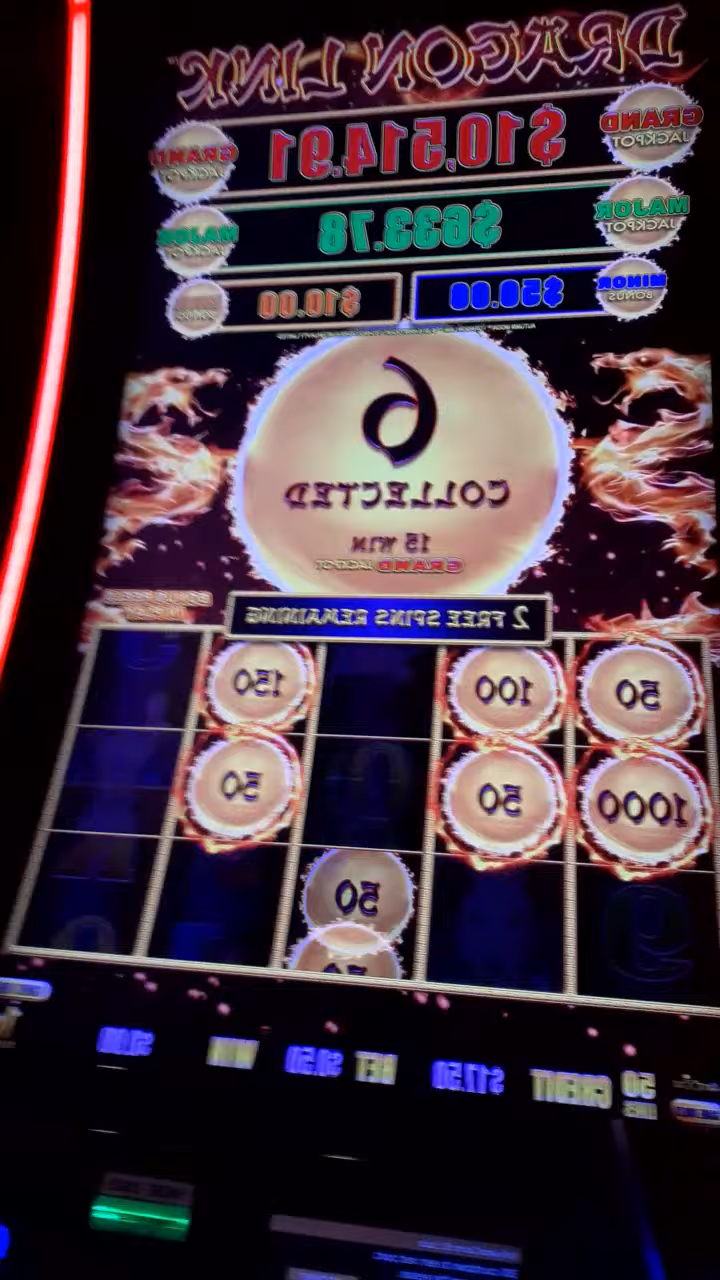 DRAGON LINK
GRAND JACKPOT $10,514.91 GRAND JACKPOT
MAJOR JACKPOT $633.78 MAJOR JACKPOT
MINOR BONUS $50.00 $10.00
6
COLLECTED
15 WIN
GRAND JACKPOT
2 FREE SPINS REMAINING
50 100 150
1000 50 50
50
50 LINES CREDIT $17.50 BET $0.50 WIN $0.00